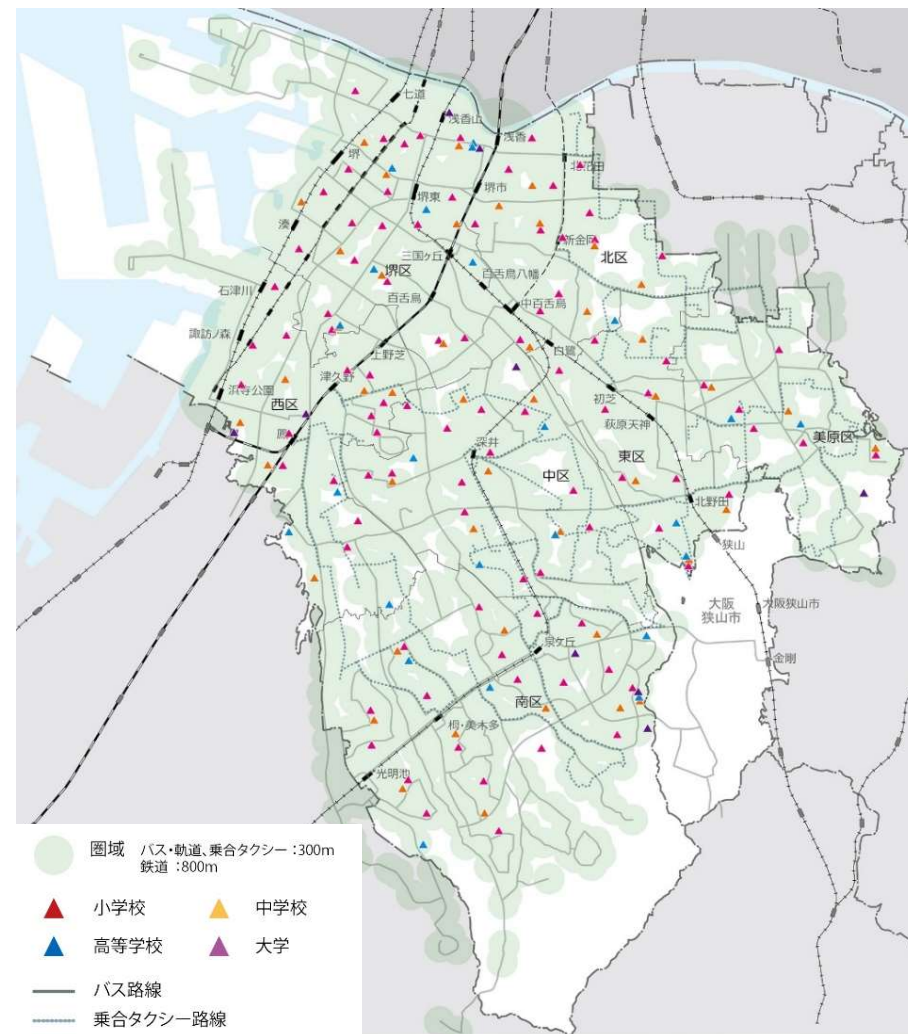 七道
浅香山
浅香
堺
北花田
堺東
堺市
湊
新金岡
三国ヶ丘
北区
堺区
百舌鳥八幡
石津川
百舌鳥
中百舌鳥
諏訪ノ森
上野芝
白鷺
津久野
浜寺公園
初芝
西区
萩原天神
鳳
美原区
深井
東区
中区
北野田
狭山
大阪
狭山市
大阪狭山市
泉ケ丘
金剛
南区
栂・美木多
光明池
圏域 バス・軌道、乗合タクシー:300m
鉄道 :800m
小学校 中学校
高等学校 大学
バス路線
乗合タクシー路線